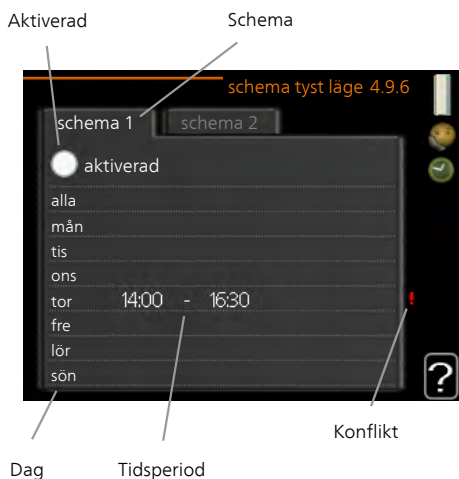 Aktiverad Schema
schema tyst läge 4.9.6
schema 1 schema 2
aktiverad
alla
mån
tis
ons
tor 14:00 - 16:30 !
fre
lör
sön
?
Konflikt
Dag Tidsperiod